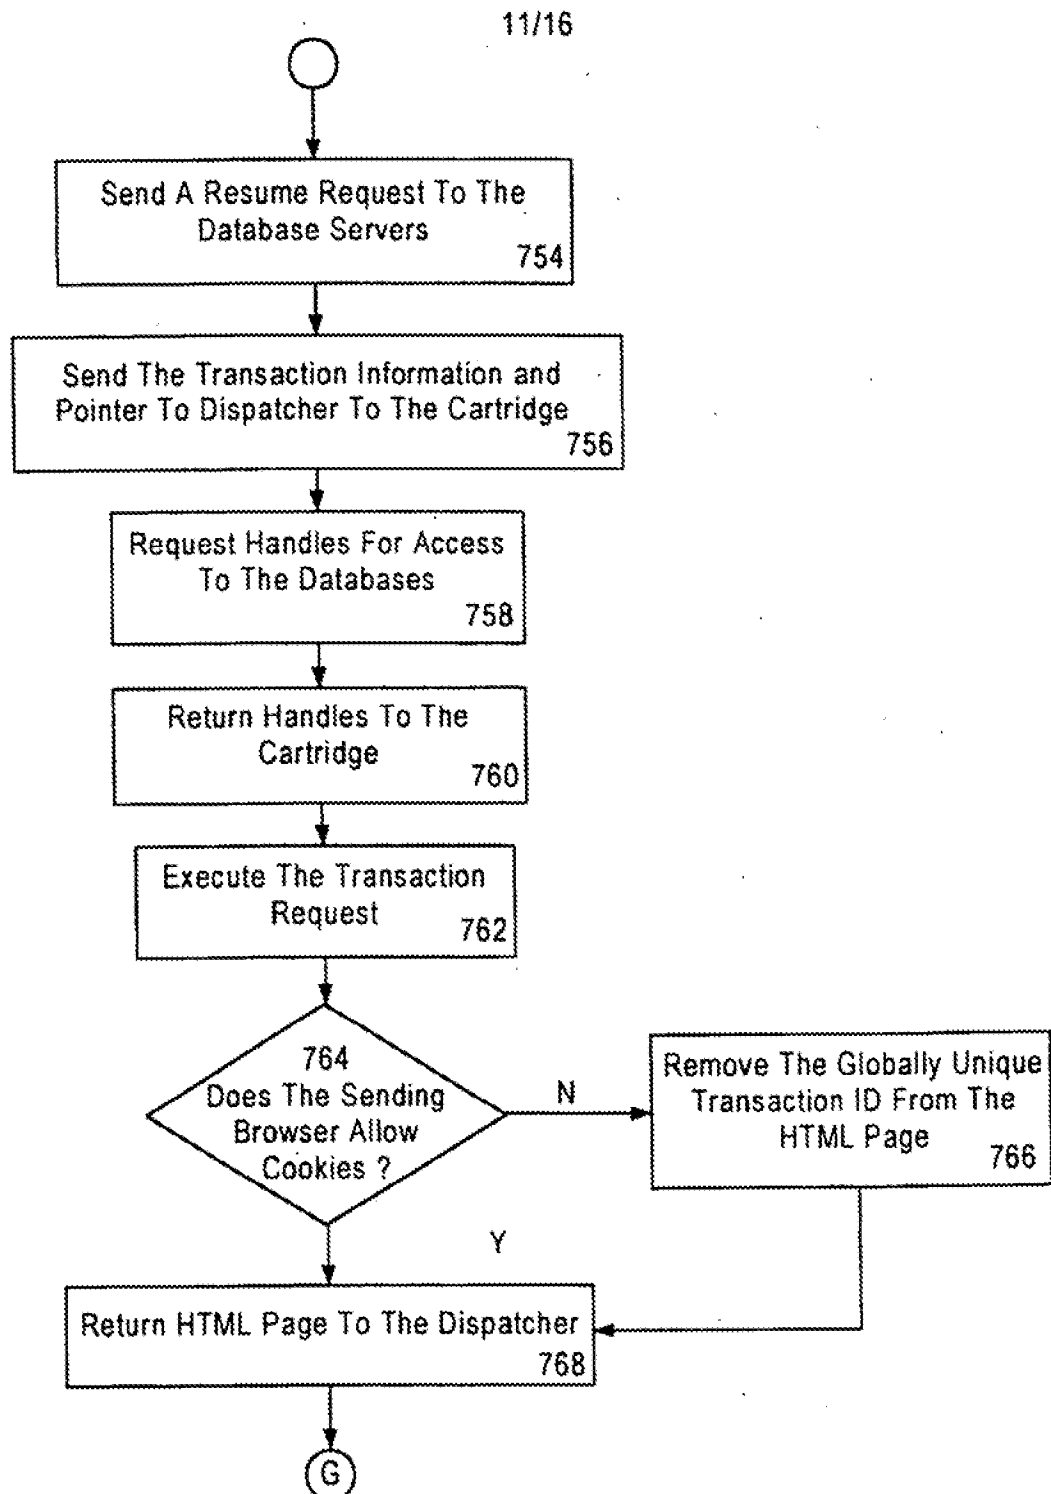 11/16
Send A Resume Request To The
Database Servers
754
Send The Transaction Information and
Pointer To Dispatcher To The Cartridge
756
Request Handles For Access
To The Databases
758
Return Handles To The
Cartridge
760
Execute The Transaction
Request
762
764
Does The Sending
Browser Allow
Cookies ?
N
Remove The Globally Unique
Transaction ID From The
HTML Page
766
Y
Return HTML Page To The Dispatcher
768
G